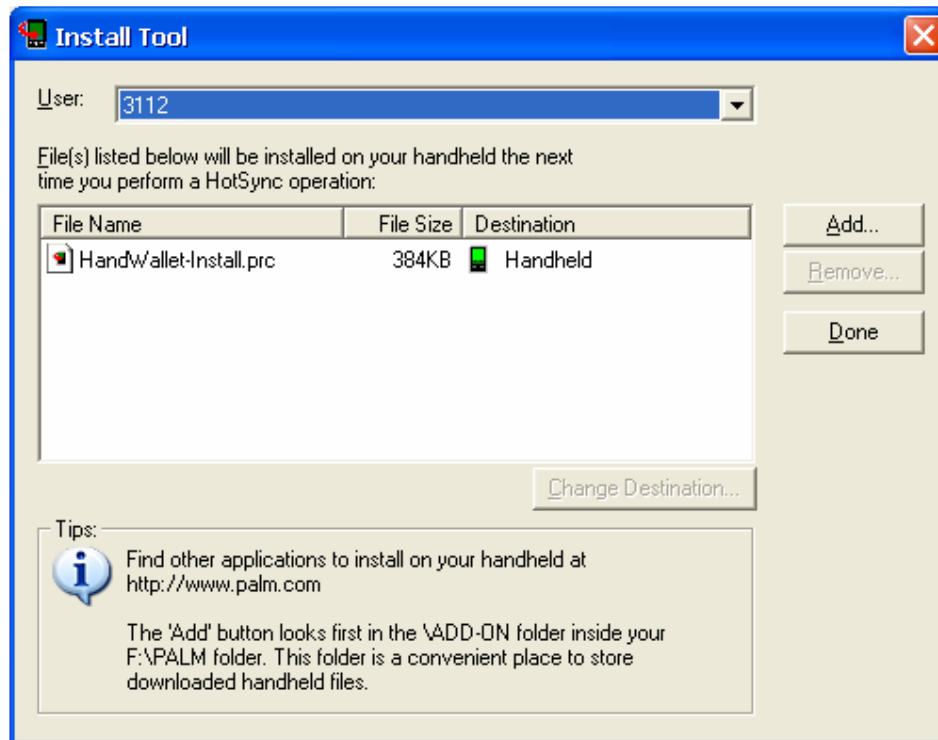 Install Tool
User: 3112
File(s) listed below will be installed on your handheld the next
time you perform a HotSync operation:
File Name File Size Destination
HandWallet-Install.prc 384KB Handheld
Add...
Remove...
Done
Change Destination...
Tips:
Find other applications to install on your handheld at
http://www.palm.com
The 'Add' button looks first in the \ADD-ON folder inside your
F:\PALM folder. This folder is a convenient place to store
downloaded handheld files.